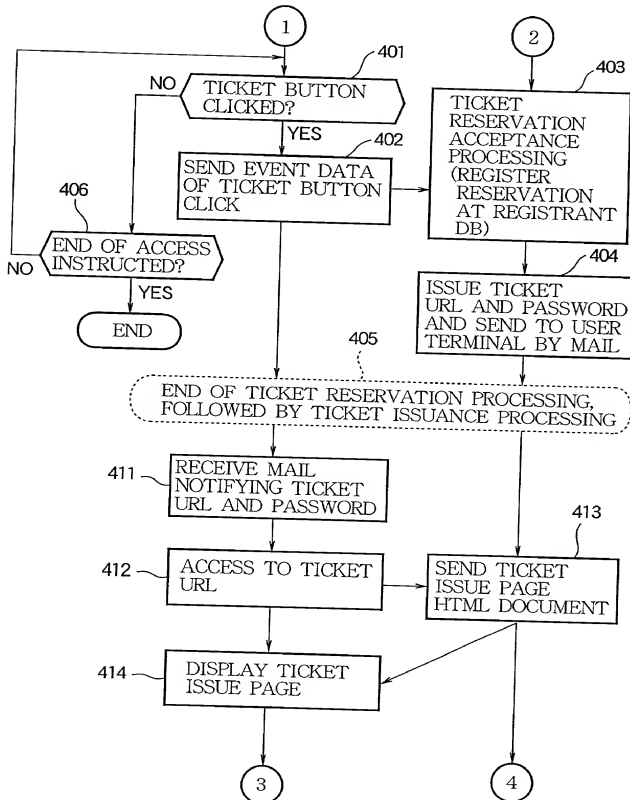 1
2
401
403
NO
TICKET BUTTON
CLICKED?
YES
402
TICKET
RESERVATION
ACCEPTANCE
PROCESSING
(REGISTER
RESERVATION
AT REGISTRANT
DB)
SEND EVENT DATA
OF TICKET BUTTON
CLICK
406
END OF ACCESS
INSTRUCTED?
NO
YES
END
404
ISSUE TICKET
URL AND PASSWORD
AND SEND TO USER
TERMINAL BY MAIL
405
END OF TICKET RESERVATION PROCESSING,
FOLLOWED BY TICKET ISSUANCE PROCESSING
411
RECEIVE MAIL
NOTIFYING TICKET
URL AND PASSWORD
413
412
ACCESS TO TICKET
URL
SEND TICKET
ISSUE PAGE
HTML DOCUMENT
414
DISPLAY TICKET
ISSUE PAGE
3
4